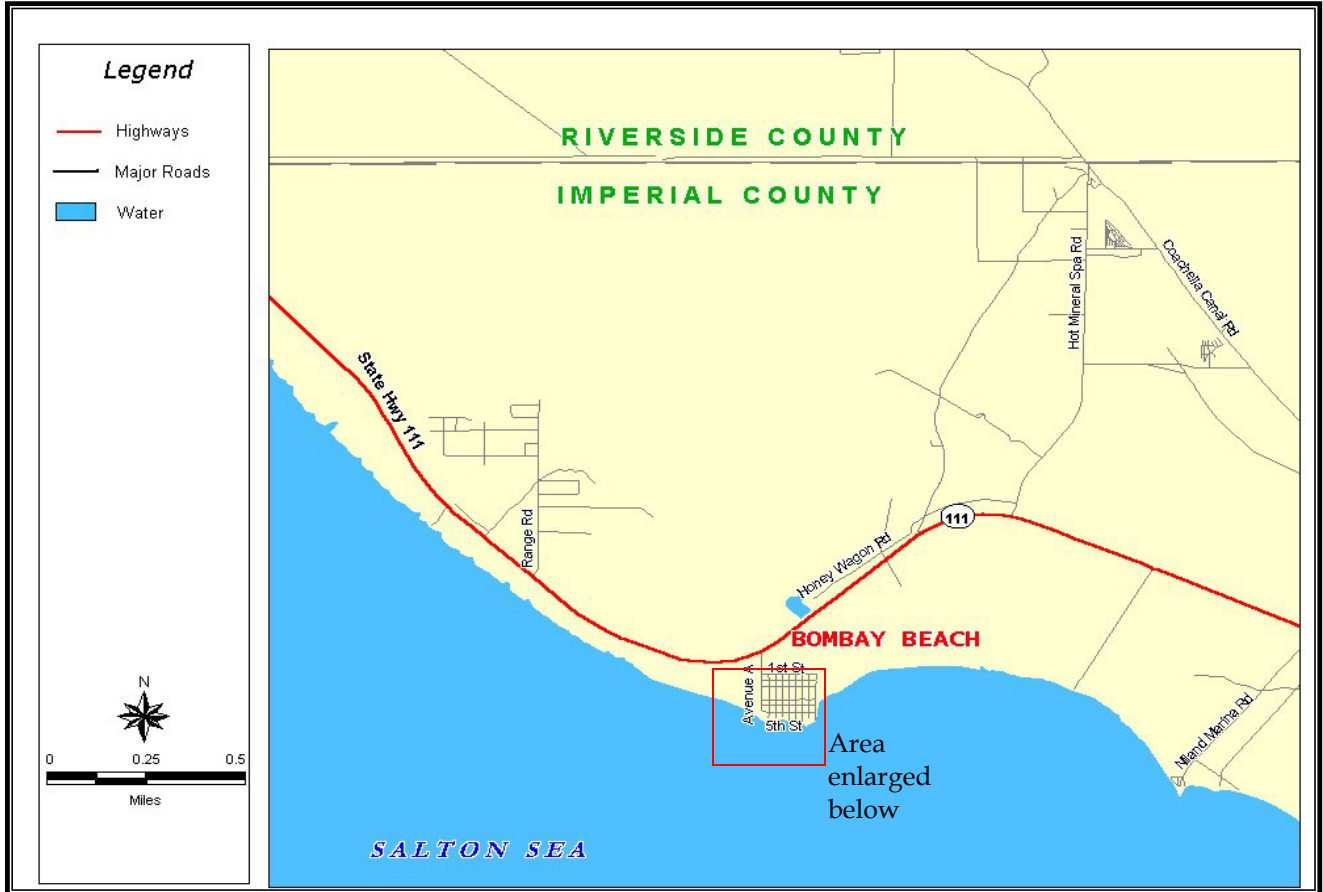 Legend
Highways
Major Roads
Water
N
0 0.25 0.5
Miles
RIVERSIDE COUNTY
IMPERIAL COUNTY
Hot Mineral Spa Rd
Coachella Canal Rd
State Hwy 111
Range Rd
111
Honey Wagon Rd
BOMBAY BEACH
Avenue A
1st St
5th St
Niland Marina Rd
Area
enlarged
below
SALTON SEA